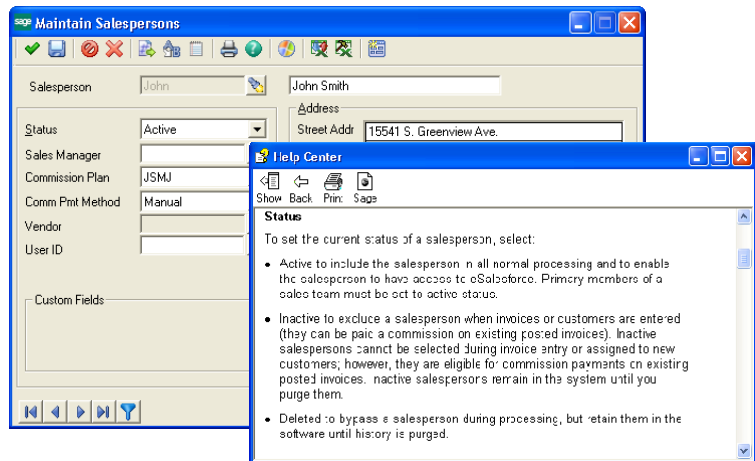 sage Maintain Salespersons
Salesperson John John Smith
Address
Status Active Street Addr 15541 S. Greenview Ave.
Sales Manager
Commission Plan JSMJ
Comm Pmt Method Manual
Vendor
User ID
Custom Fields
Help Center
Show Back Print Sage
Status
To set the current status of a salesperson, select:
• Active to include the salesperson in all normal processing and to enable
the salesperson to have access to eSalesforce. Primary members of a
sales team must be set to active status.
• Inactive to exclude a salesperson when invoices or customers are entered
(they can be paid a commission on existing posted invoices). Inactive
salespersons cannot be selected during invoice entry or assigned to new
customers; however, they are eligible for commission payments on existing
posted invoices. Inactive salespersons remain in the system until you
purge them.
• Deleted to bypass a salesperson during processing, but retain them in the
software until history is purged.